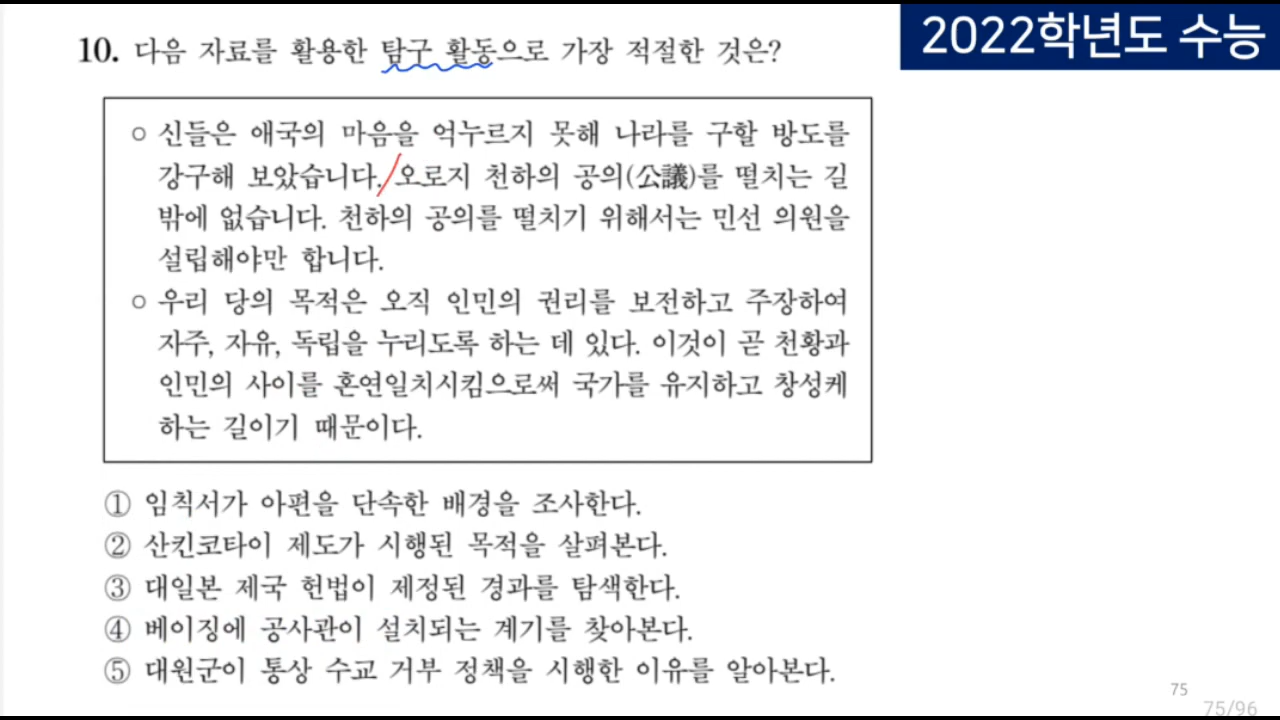 2022학년도 수능
10. 다음 자료를 활용한 탐구 활동으로 가장 적절한 것은?
○ 신들은 애국의 마음을 억누르지 못해 나라를 구할 방도를
강구해 보았습니다. 오로지 천하의 공의(公議)를 떨치는 길
밖에 없습니다. 천하의 공의를 떨치기 위해서는 민선 의원을
설립해야만 합니다.
○ 우리 당의 목적은 오직 인민의 권리를 보전하고 주장하여
자주, 자유, 독립을 누리도록 하는 데 있다. 이것이 곧 천황과
인민의 사이를 혼연일치시킴으로써 국가를 유지하고 창성케
하는 길이기 때문이다.
① 임칙서가 아편을 단속한 배경을 조사한다.
② 산킨코타이 제도가 시행된 목적을 살펴본다.
③ 대일본 제국 헌법이 제정된 경과를 탐색한다.
④ 베이징에 공사관이 설치되는 계기를 찾아본다.
⑤ 대원군이 통상 수교 거부 정책을 시행한 이유를 알아본다.
75
75/96